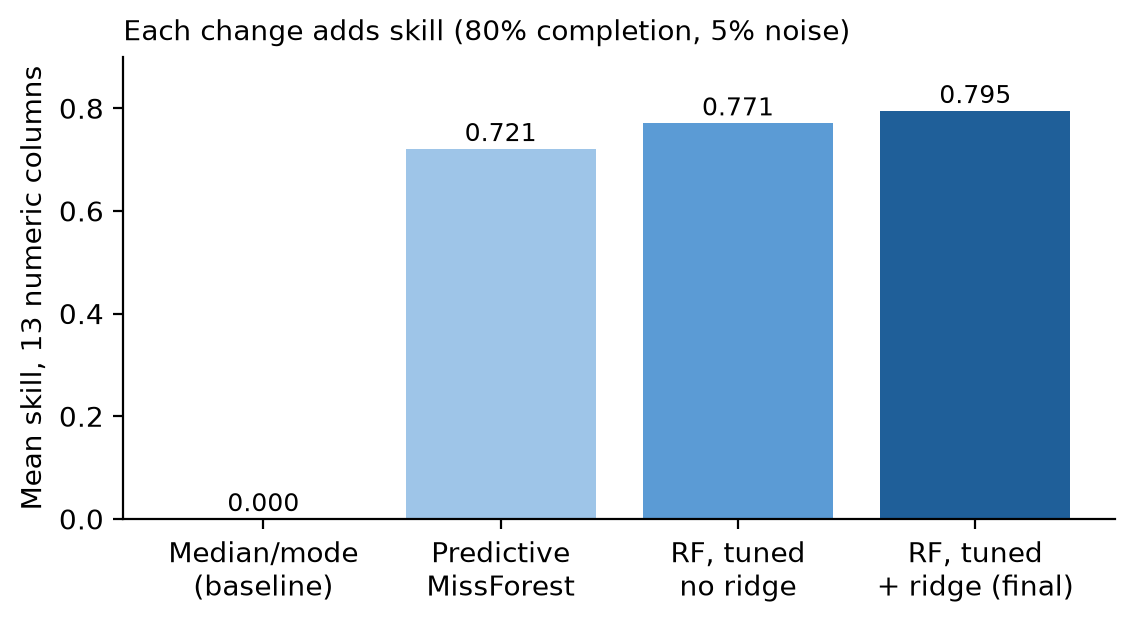 Each change adds skill (80% completion, 5% noise)
Mean skill, 13 numeric columns
0.8
0.6
0.4
0.2
0.0
0.000
0.721
0.771
0.795
Median/mode
(baseline)
Predictive
MissForest
RF, tuned
no ridge
RF, tuned
+ ridge (final)